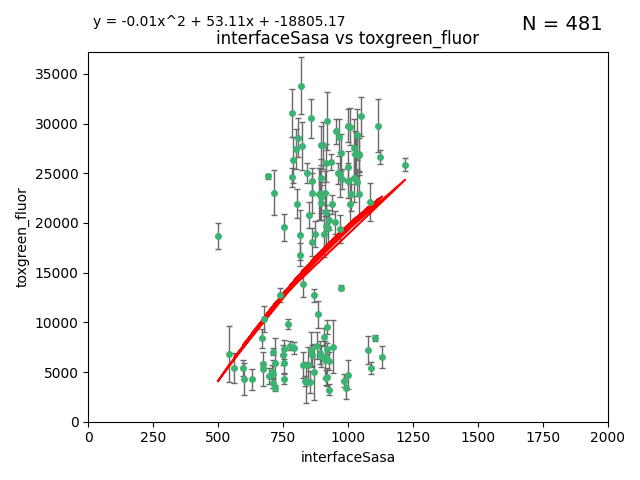 y = -0.01x^2 + 53.11x + -18805.17
N = 481
interfaceSasa vs toxgreen_fluor
35000
30000
25000
20000
15000
10000
5000
0
toxgreen_fluor
0 250 500 750 1000 1250 1500 1750 2000
interfaceSasa